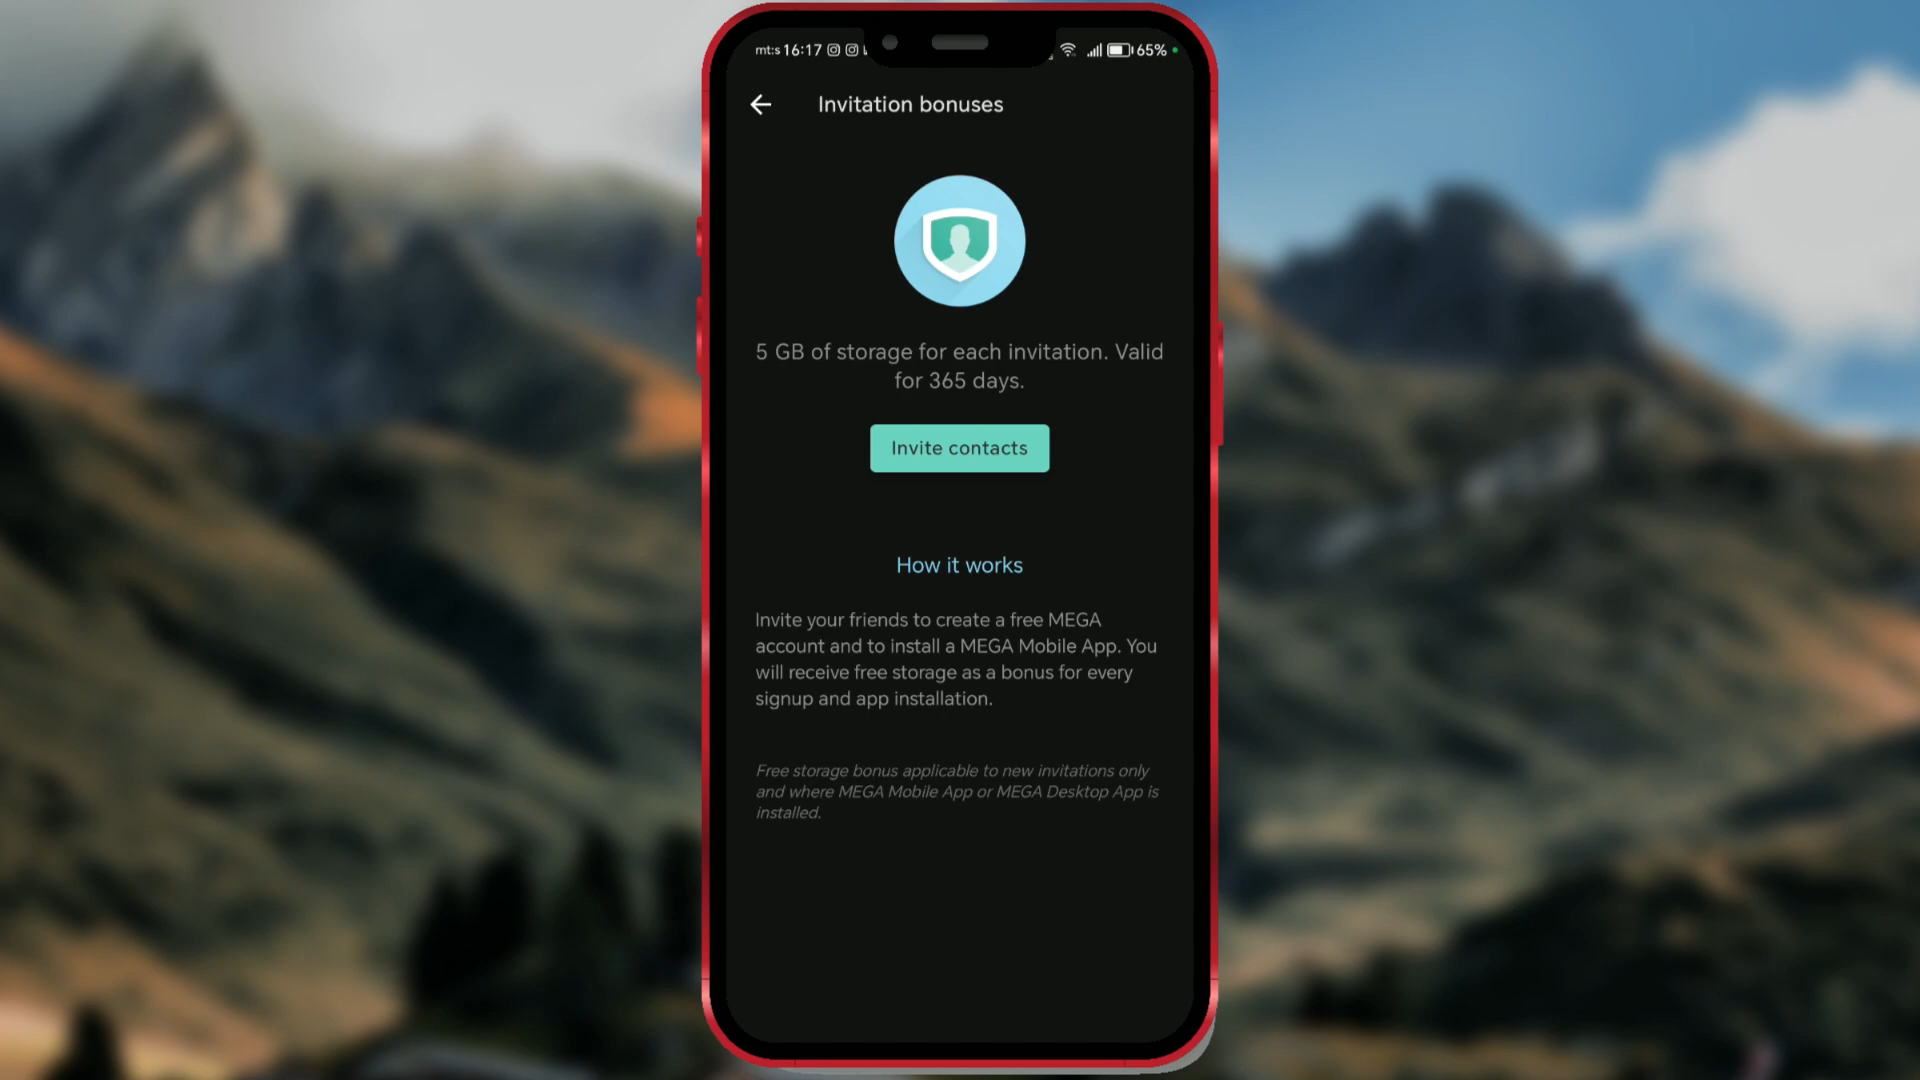 mt:s 16:17 65%
Invitation bonuses
5 GB of storage for each invitation. Valid
for 365 days.
Invite contacts
How it works
Invite your friends to create a free MEGA
account and to install a MEGA Mobile App. You
will receive free storage as a bonus for every
signup and app installation.
Free storage bonus applicable to new invitations only
and where MEGA Mobile App or MEGA Desktop App is
installed.